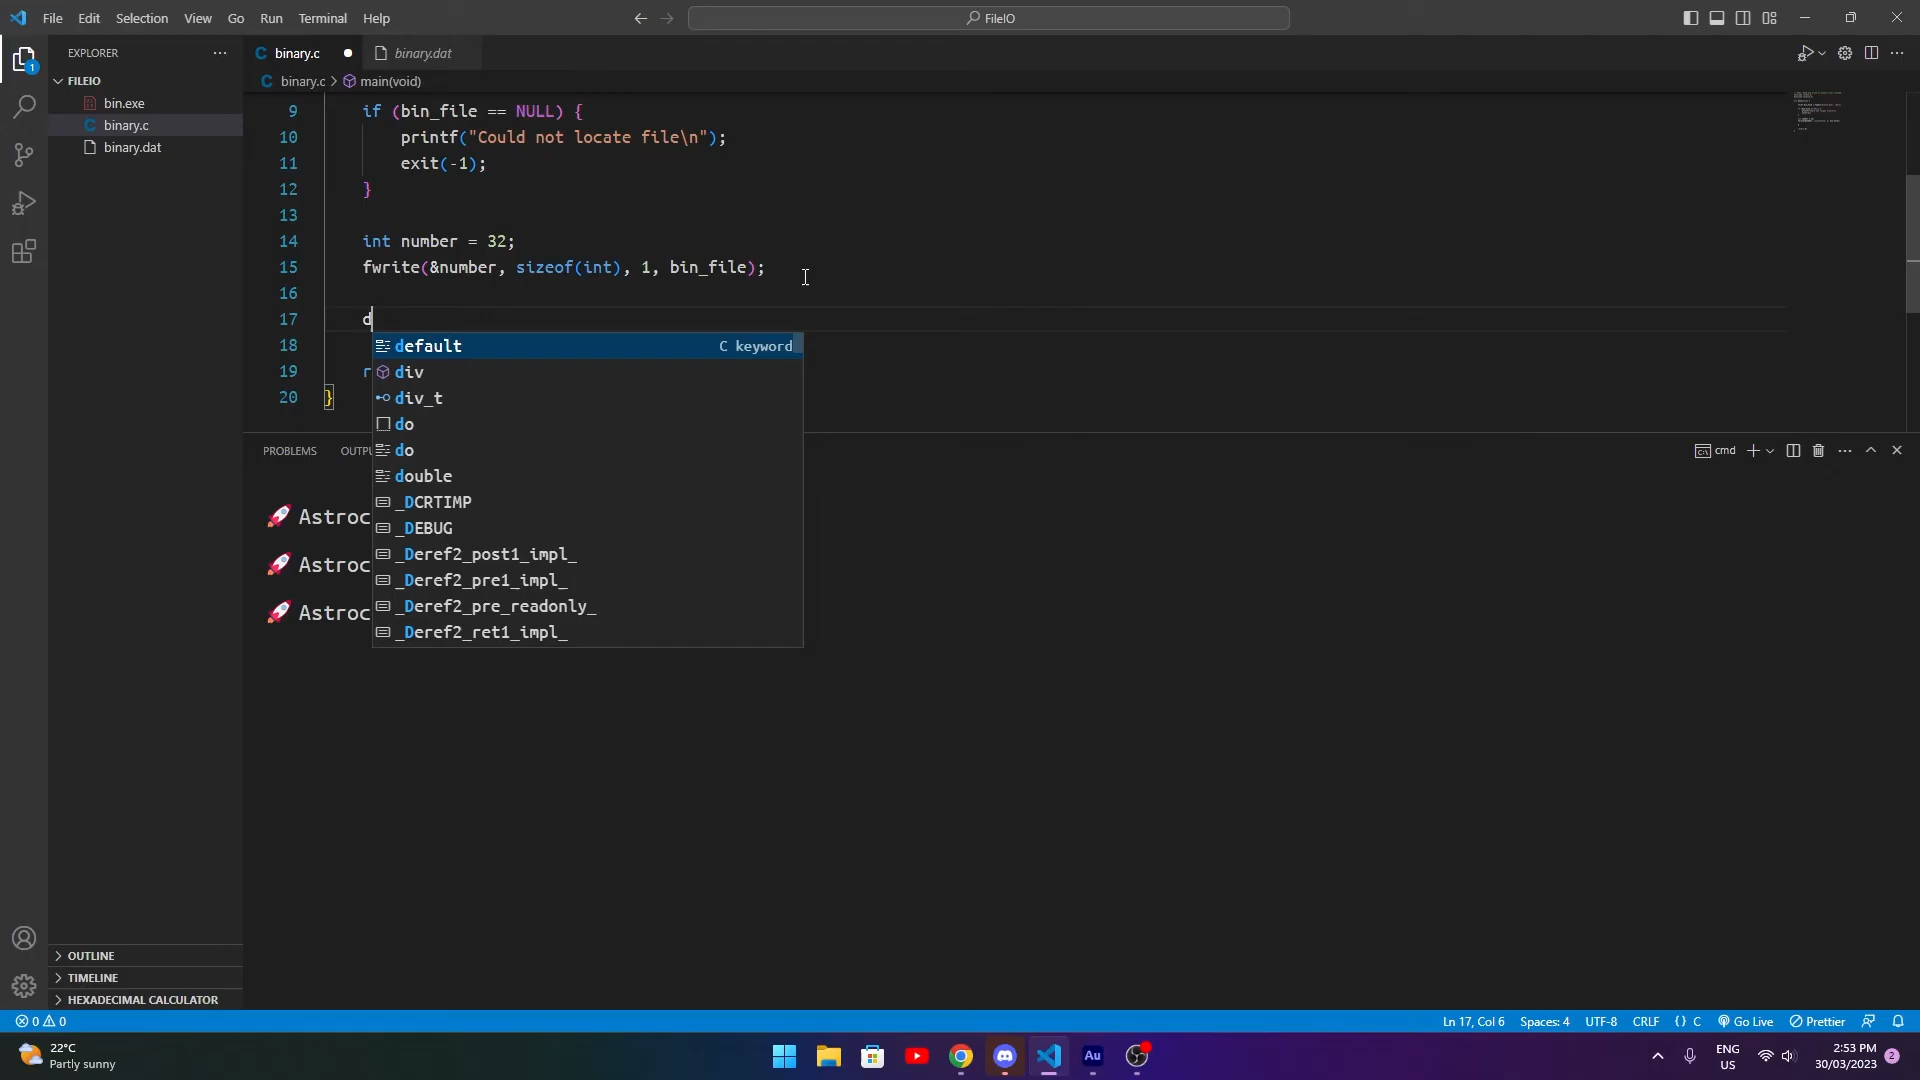 File Edit Selection View Go Run Terminal Help
FileIO
EXPLORER
binary.c
binary.dat
FILEIO
bin.exe
binary.c
binary.dat
binary.c > main(void)
9 if (bin_file == NULL) {
10 printf("Could not locate file\n");
11 exit(-1);
12 }
13
14 int number = 32;
15 fwrite(&number, sizeof(int), 1, bin_file);
16
17 d
18
19 r
20 }
default C keyword
div
div_t
do
do
double
_DCRTIMP
_DEBUG
_Deref2_post1_impl_
_Deref2_pre1_impl_
_Deref2_pre_readonly_
_Deref2_ret1_impl_
PROBLEMS OUTPU
cmd
Astroc
Astroc
Astroc
OUTLINE
TIMELINE
HEXADECIMAL CALCULATOR
1
0 0
Ln 17, Col 6 Spaces: 4 UTF-8 CRLF {} C Go Live Prettier
22°C
Partly sunny
Au
ENG
US
2:53 PM
30/03/2023
2